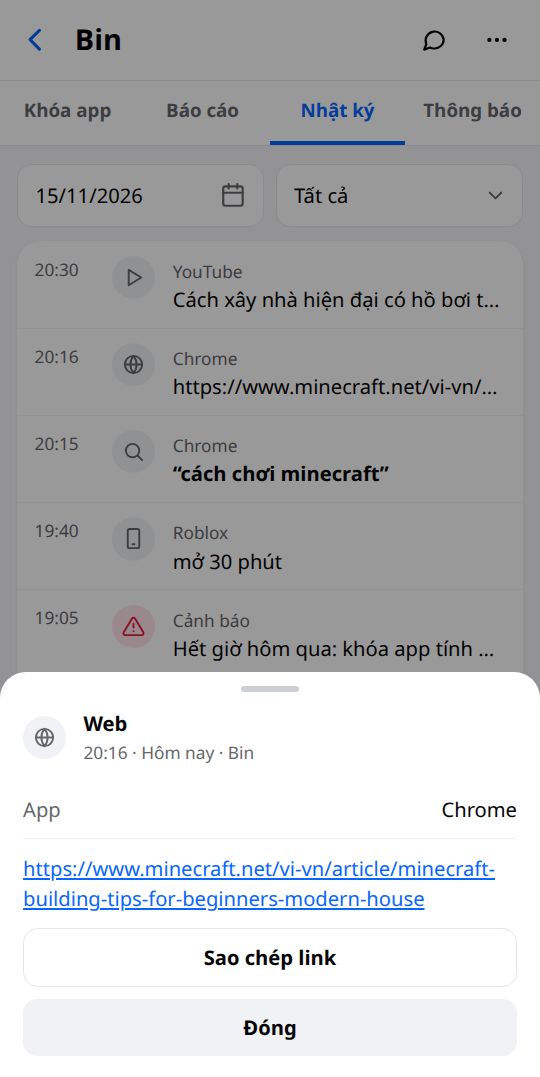 Bin
Khóa app
Báo cáo
Nhật ký
Thông báo
15/11/2026
Tất cả
20:30
YouTube
Cách xây nhà hiện đại có hồ bơi t...
20:16
Chrome
https://www.minecraft.net/vi-vn/...
20:15
Chrome
“cách chơi minecraft”
19:40
Roblox
mở 30 phút
19:05
Cảnh báo
Hết giờ hôm qua: khóa app tính ...
Web
20:16 · Hôm nay · Bin
App
Chrome
https://www.minecraft.net/vi-vn/article/minecraft-
building-tips-for-beginners-modern-house
Sao chép link
Đóng